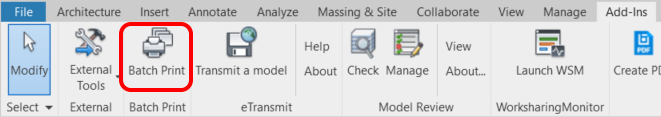 File Architecture Insert Annotate Analyze Massing & Site Collaborate View Manage Add-Ins
Modify
External Tools
Batch Print
Transmit a model
Help
About
Check
Manage
View
About...
Launch WSM
Create PD
Select
External
Batch Print
eTransmit
Model Review
WorksharingMonitor
PDF